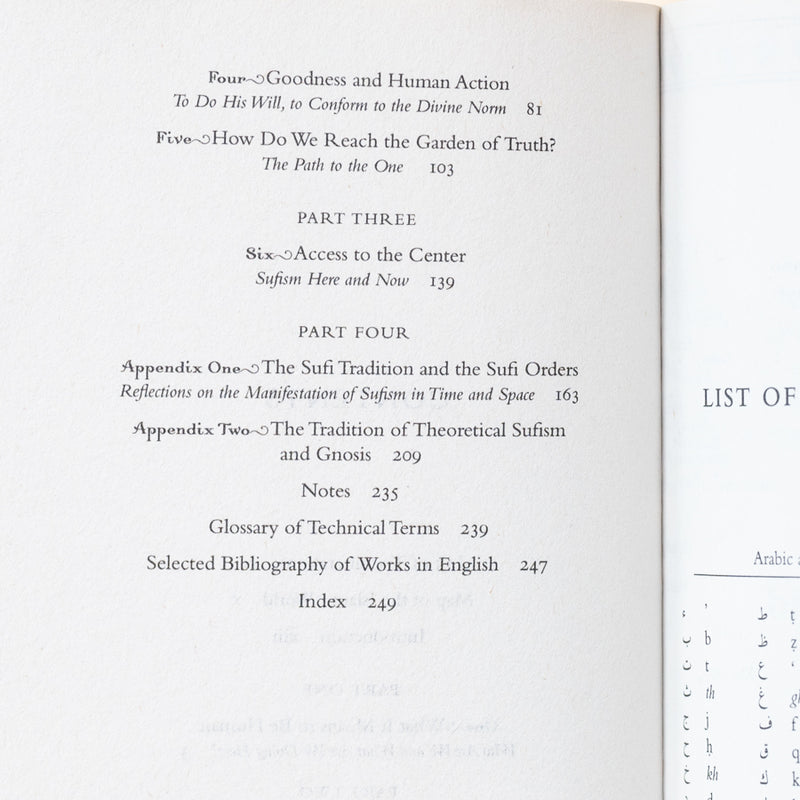 Four Goodness and Human Action
To Do His Will, to Conform to the Divine Norm 81
Five How Do We Reach the Garden of Truth?
The Path to the One 103
PART THREE
Six Access to the Center
Sufism Here and Now 139
PART FOUR
Appendix One The Sufi Tradition and the Sufi Orders
Reflections on the Manifestation of Sufism in Time and Space 163
Appendix Two The Tradition of Theoretical Sufism
and Gnosis 209
Notes 235
Glossary of Technical Terms 239
Selected Bibliography of Works in English 247
Index 249
LIST OF
Arabic
ء ’ ط ṭ
ب b ظ ẓ
ت t ع ‘
ث th غ
ج j ف f
ح ḥ ق q
خ kh ك k